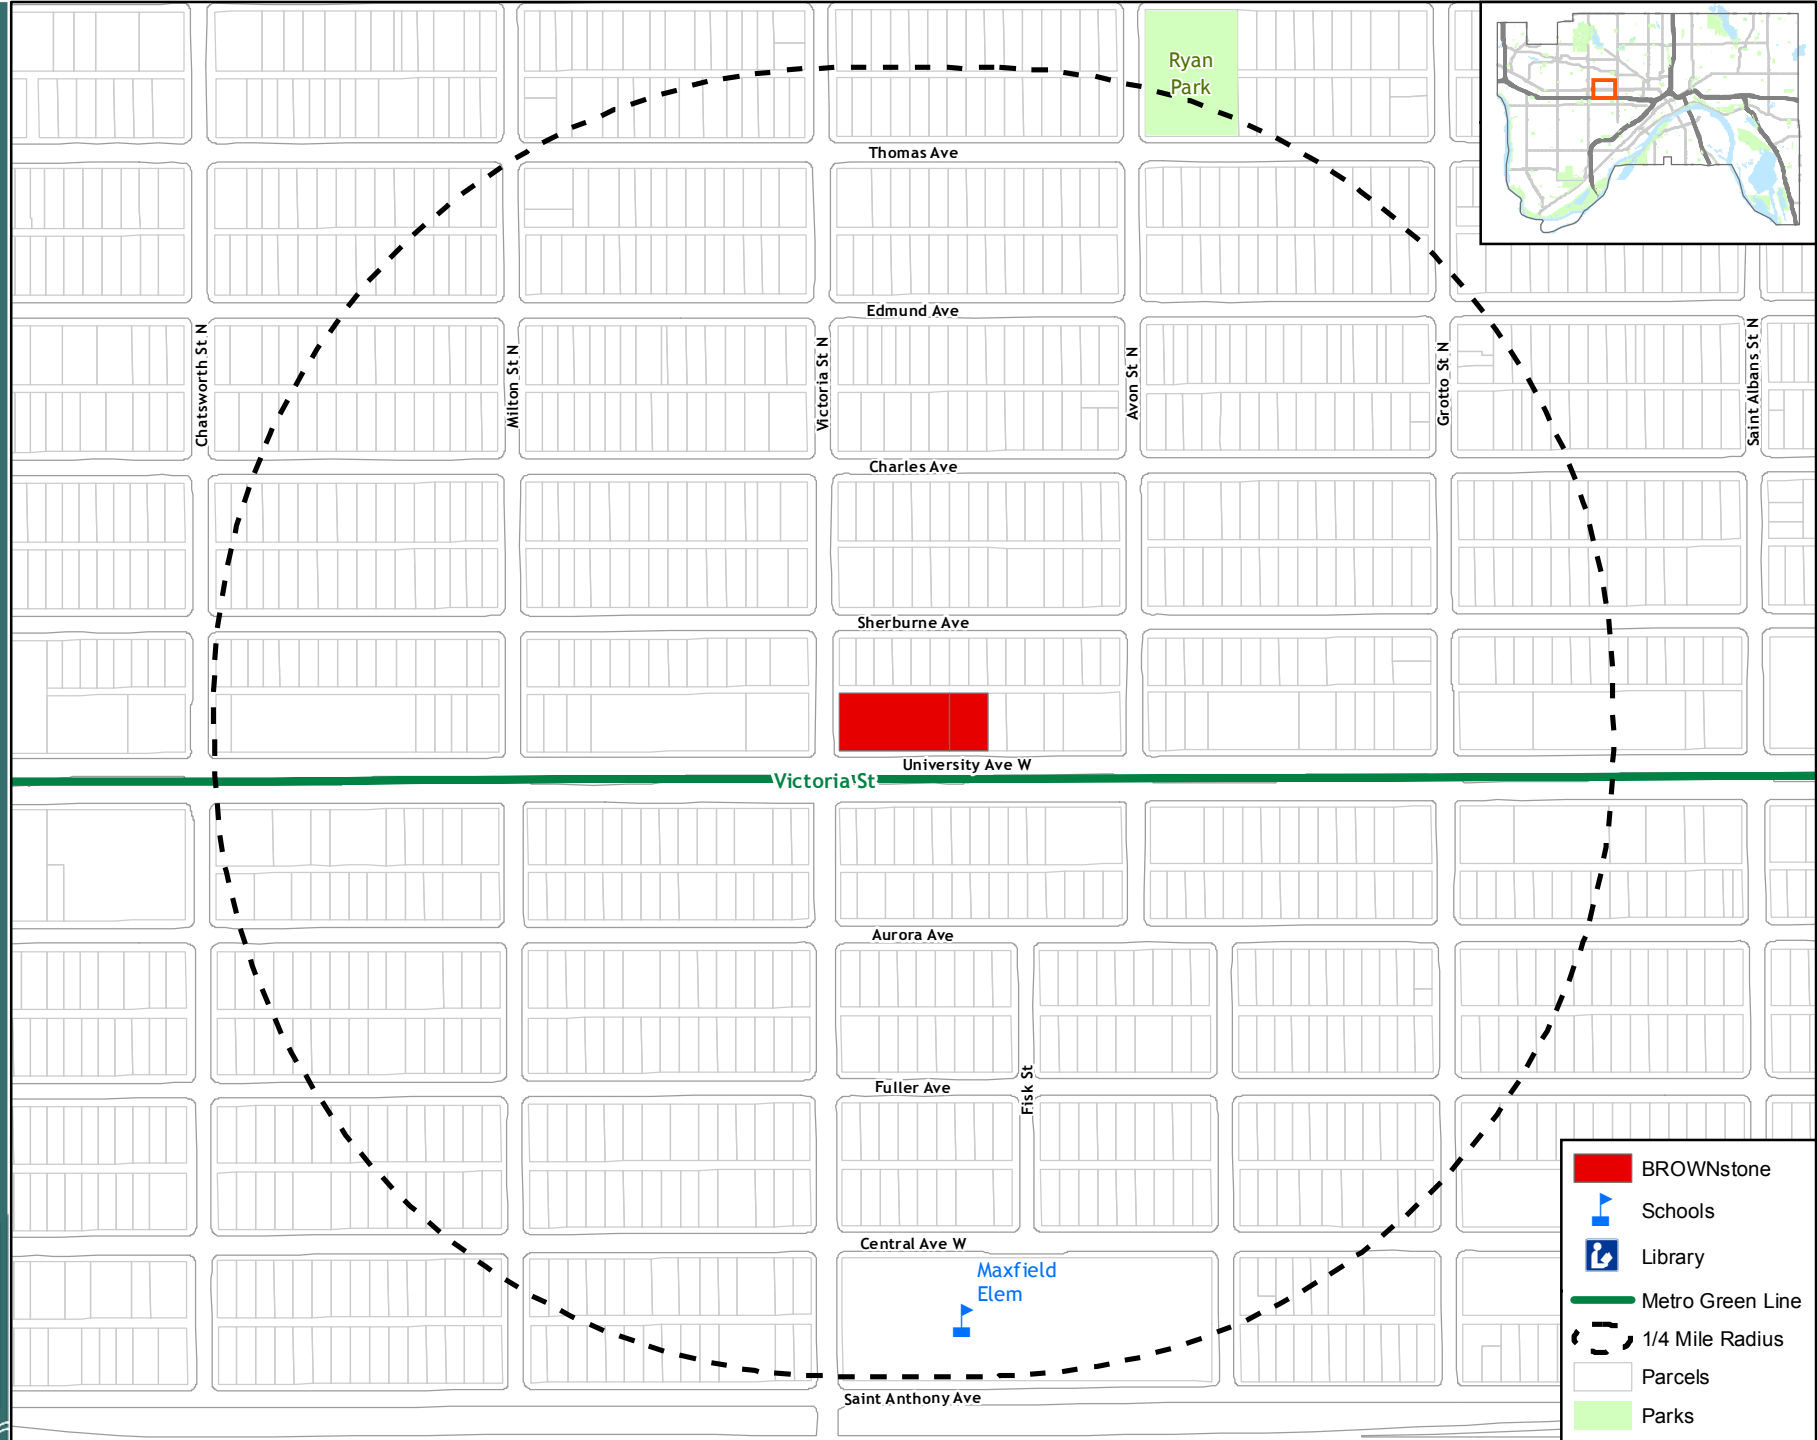 Ryan
Park
Thomas Ave
Edmund Ave
Chatsworth St N
Milton St N
Victoria St N
Avon St N
Grotto St N
Saint Albans St N
Charles Ave
Sherburne Ave
University Ave W
Victoria St
Aurora Ave
Fuller Ave
Fisk St
Central Ave W
Maxfield
Elem
Saint Anthony Ave
BROWNstone
Schools
Library
Metro Green Line
1/4 Mile Radius
Parcels
Parks